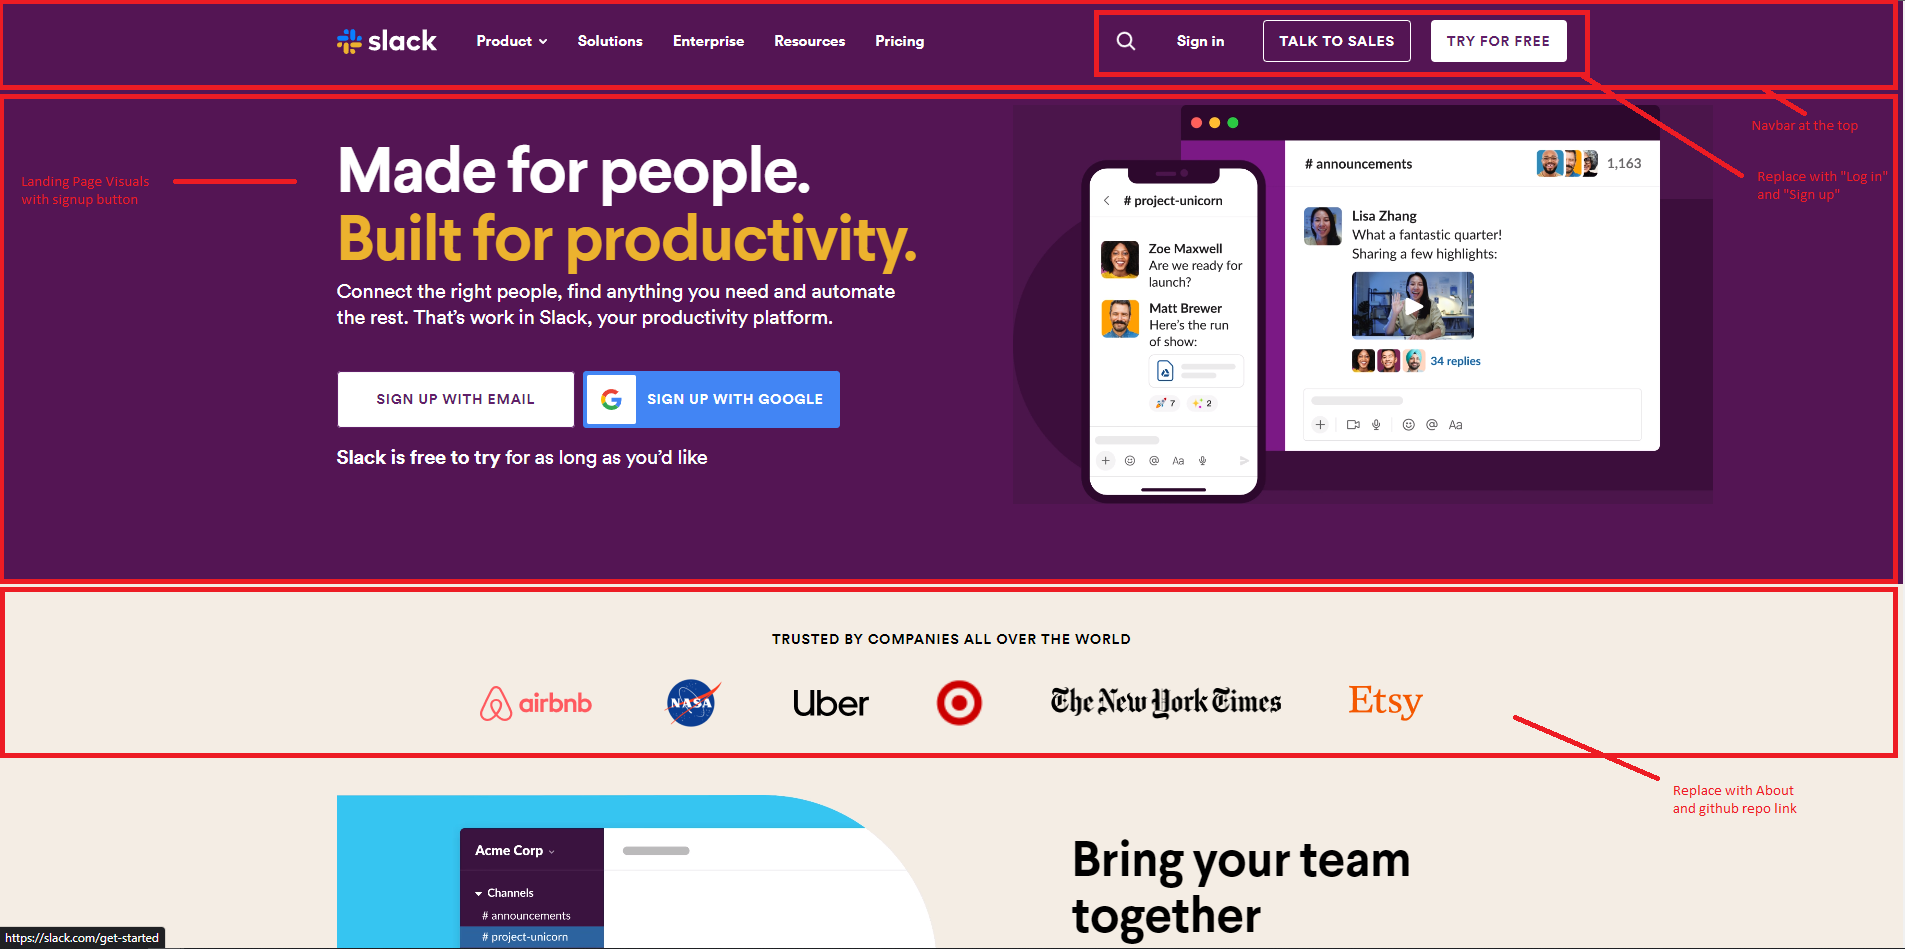 slack
Product
Solutions
Enterprise
Resources
Pricing
Sign in
TALK TO SALES
TRY FOR FREE
Navbar at the top
Replace with "Log In"
and "Sign up"
Landing Page Visuals
with signup button
Made for people.
Built for productivity.
Connect the right people, find anything you need and automate
the rest. That’s work in Slack, your productivity platform.
SIGN UP WITH EMAIL
G
SIGN UP WITH GOOGLE
Slack is free to try for as long as you’d like
# project-unicorn
Zoe Maxwell
Are we ready for
launch?
Matt Brewer
Here’s the run
of show:
7
2
+ @ Aa
# announcements
1,163
Lisa Zhang
What a fantastic quarter!
Sharing a few highlights:
34 replies
+ @ Aa
TRUSTED BY COMPANIES ALL OVER THE WORLD
airbnb
NASA
Uber
The New York Times
Etsy
Replace with About
and github repo link
Acme Corp
Channels
# announcements
# project-unicorn
Bring your team
together
https://slack.com/get-started